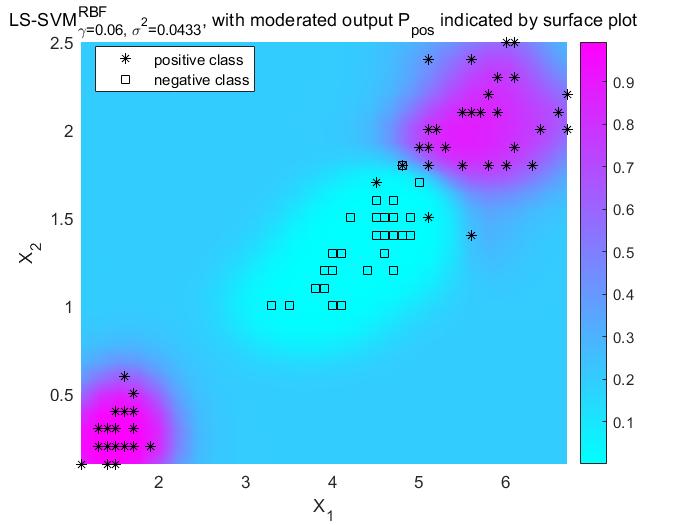 LS-SVM RBF γ=0.06, σ²=0.0433, with moderated output P pos indicated by surface plot
positive class
negative class
2.5
2
1.5
1
0.5
X₂
2 3 4 5 6
X₁
0.9
0.8
0.7
0.6
0.5
0.4
0.3
0.2
0.1